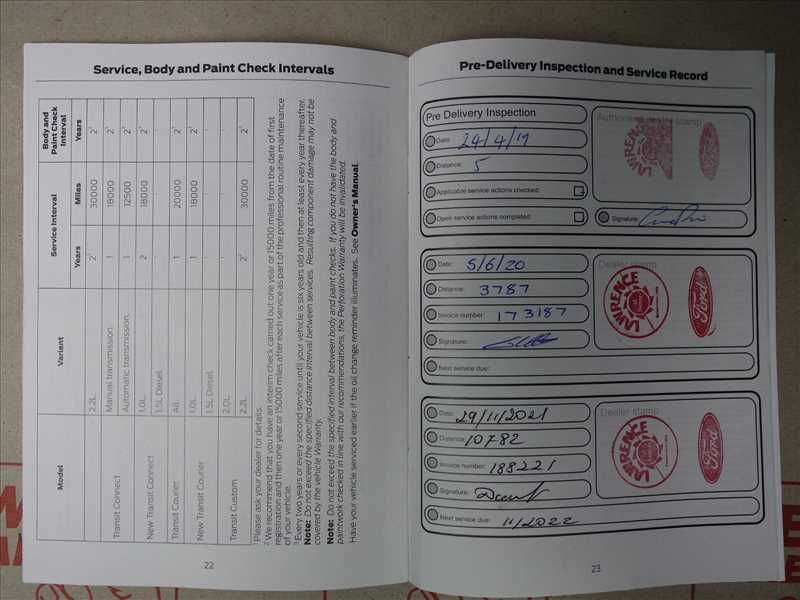 Service, Body and Paint Check Intervals
Model Variant Service Interval Body and Paint Check Interval
Years Miles Years
2.2L 2² 30000 2³
Transit Connect Manual transmission. 1 18000 2³
Automatic transmission. 1 12500 2³
New Transit Connect 1.0L 2 18000 2³
1.5L Diesel - - -
Transit Courier All 1 20000 2³
New Transit Courier 1.0L 1 18000 2³
1.5L Diesel - - -
Transit Custom 2.0L - - -
2.2L 2² 30000 2³
¹ Please ask your dealer for details.
² We recommend that you have an interim check carried out one year or 15000 miles from the date of first
registration and then one year or 15000 miles after each service as part of the professional routine maintenance
of your vehicle.
³ Every two years or every second service until your vehicle is six years old and then at least every year thereafter.
Note: Do not exceed the specified distance interval between services. Resulting component damage may not be
covered by the vehicle Warranty.
Note: Do not exceed the specified interval between body and paint checks. If you do not have the body and
paintwork checked in line with our recommendations, the Perforation Warranty will be invalidated.
Have your vehicle serviced earlier if the oil change reminder illuminates. See Owner's Manual.
22
Pre-Delivery Inspection and Service Record
Pre Delivery Inspection
Date: 24/4/19
Distance: 5
Applicable service actions checked:
Open service actions completed:
Authorised dealer stamp
LAWRENCE
Ford
Signature:
Date: 5/6/20
Distance: 3787
Invoice number: 173187
Signature:
Next service due:
Dealer stamp
LAWRENCE
Ford
Date: 29/11/2021
Distance: 10782
Invoice number: 188221
Signature:
Next service due: 11/2022
Dealer stamp
LAWRENCE
Ford
23